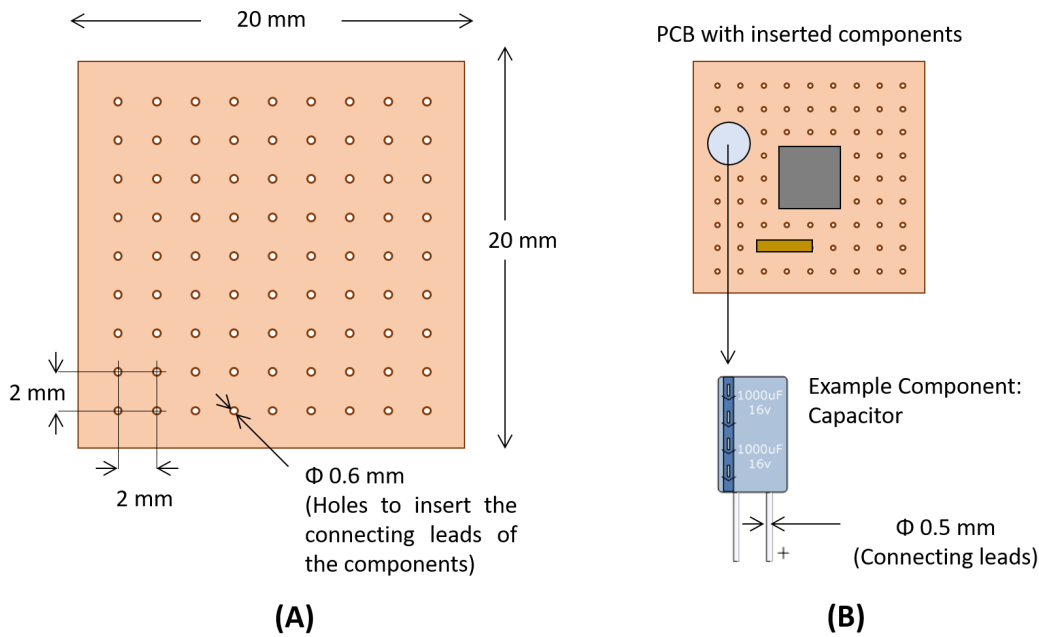 20 mm
20 mm
2 mm
2 mm
Φ 0.6 mm
(Holes to insert the
connecting leads of
the components)
(A)
PCB with inserted components
1000uF
16v
1000uF
16v
Example Component:
Capacitor
+
Φ 0.5 mm
(Connecting leads)
(B)